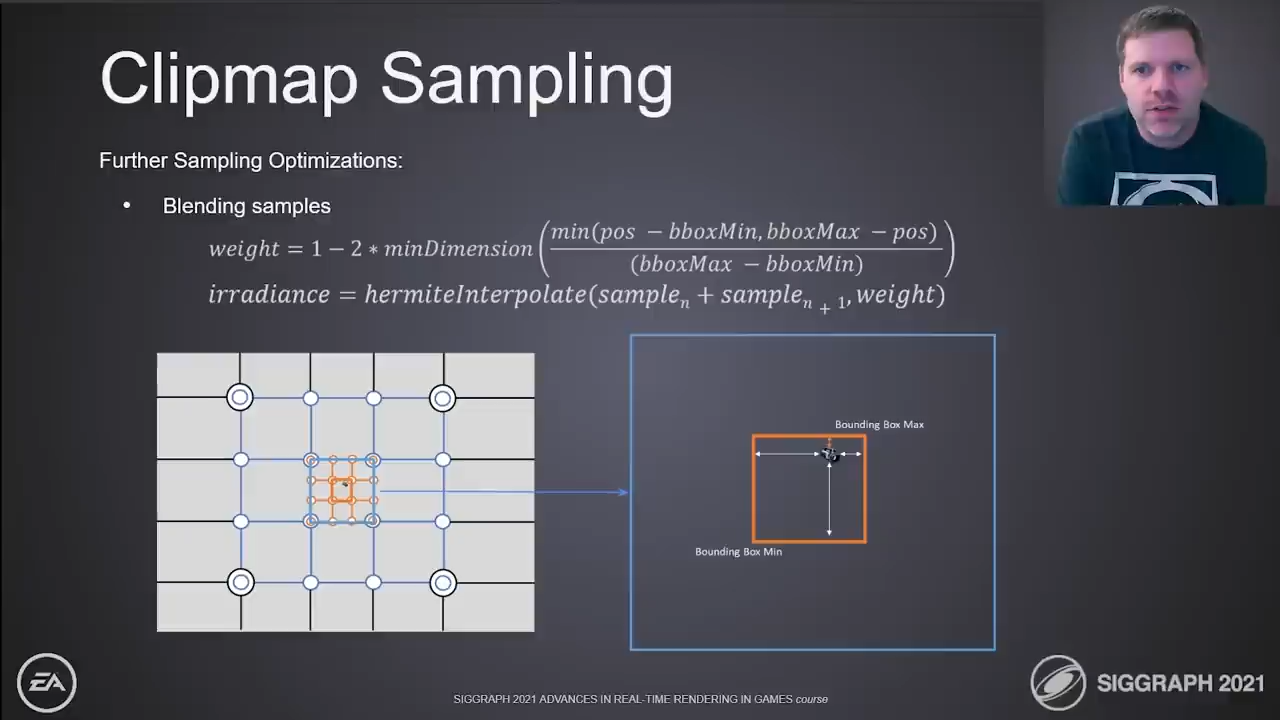 Clipmap Sampling
Further Sampling Optimizations:
• Blending samples
weight = 1 − 2 ∗ minDimension(min(pos − bboxMin, bboxMax − pos) / (bboxMax − bboxMin))
irradiance = hermiteInterpolate(sample_n + sample_{n + 1}, weight)
Bounding Box Max
Bounding Box Min
EA
SIGGRAPH 2021 ADVANCES IN REAL-TIME RENDERING IN GAMES course
SIGGRAPH 2021